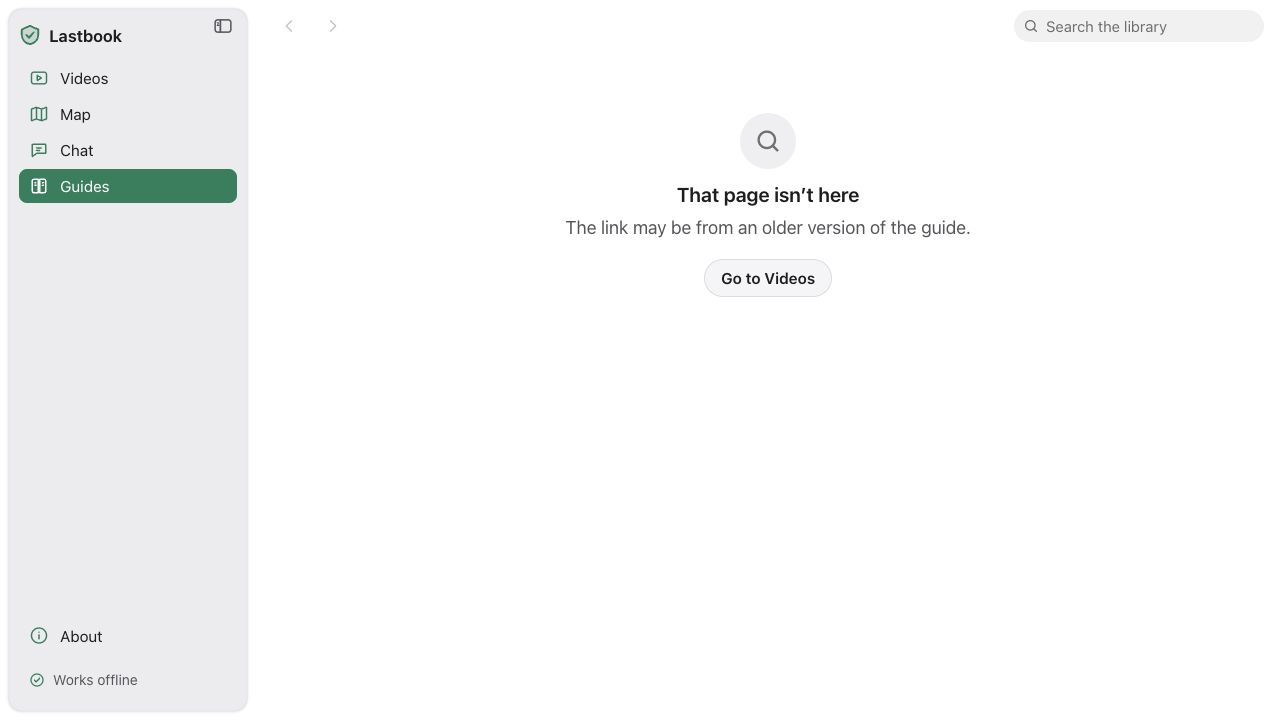 Lastbook
Videos
Map
Chat
Guides
About
Works offline
Search the library
That page isn’t here
The link may be from an older version of the guide.
Go to Videos